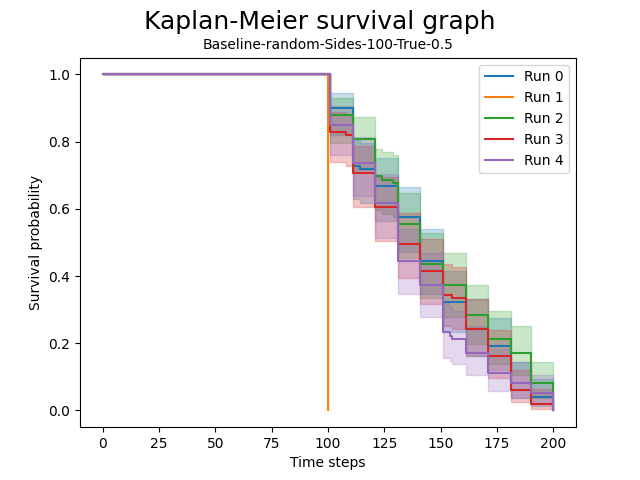 Kaplan-Meier survival graph
Baseline-random-Sides-100-True-0.5
Survival probability
1.0
0.8
0.6
0.4
0.2
0.0
Run 0
Run 1
Run 2
Run 3
Run 4
0 25 50 75 100 125 150 175 200
Time steps